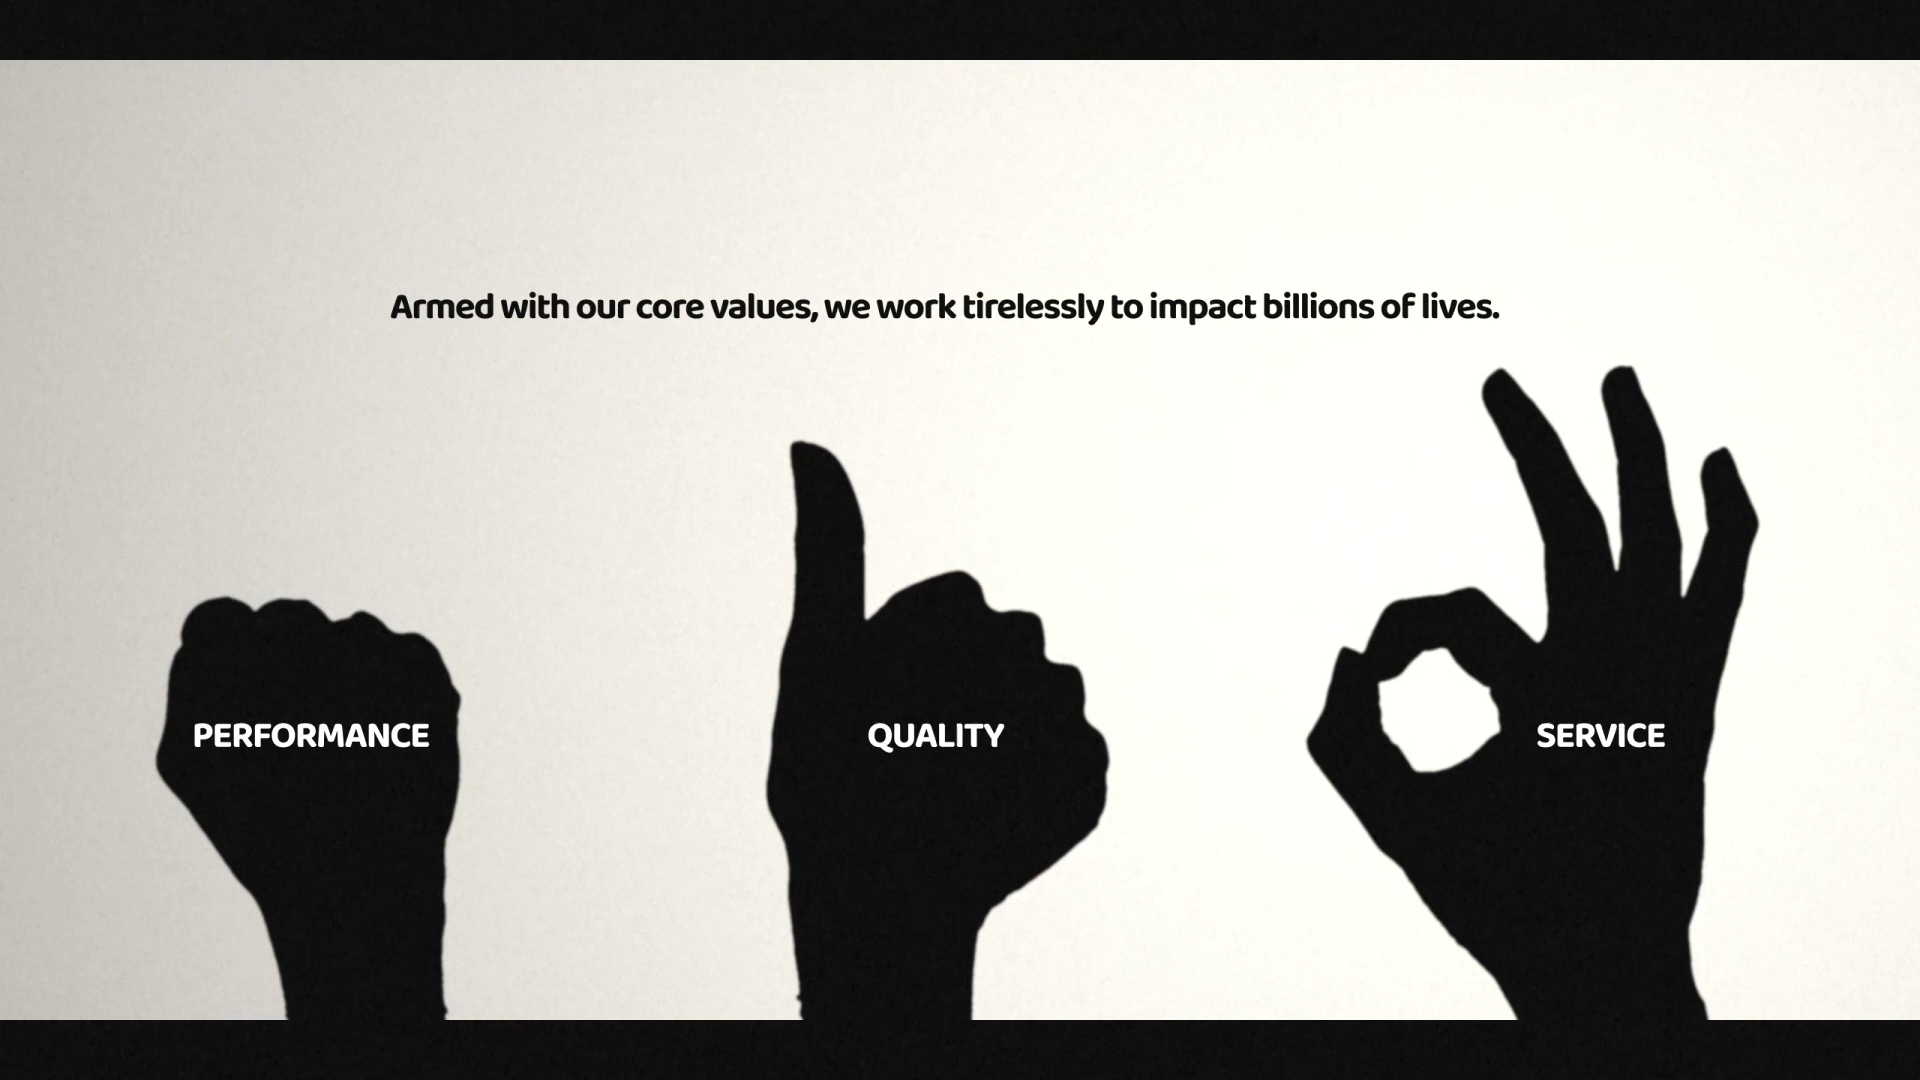 Armed with our core values, we work tirelessly to impact billions of lives.
PERFORMANCE
QUALITY
SERVICE